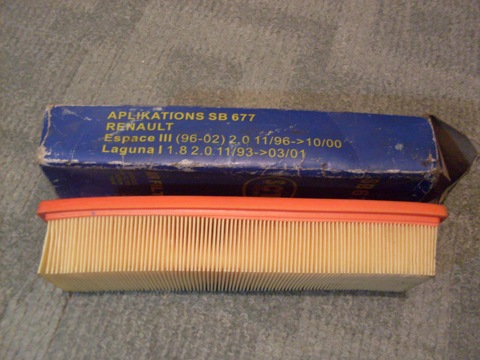 APLIKATIONS SB 677
RENAULT
Espace III (96-02) 2.0 11/96->10/00
Laguna I 1.8 2.0.11/93->03/01